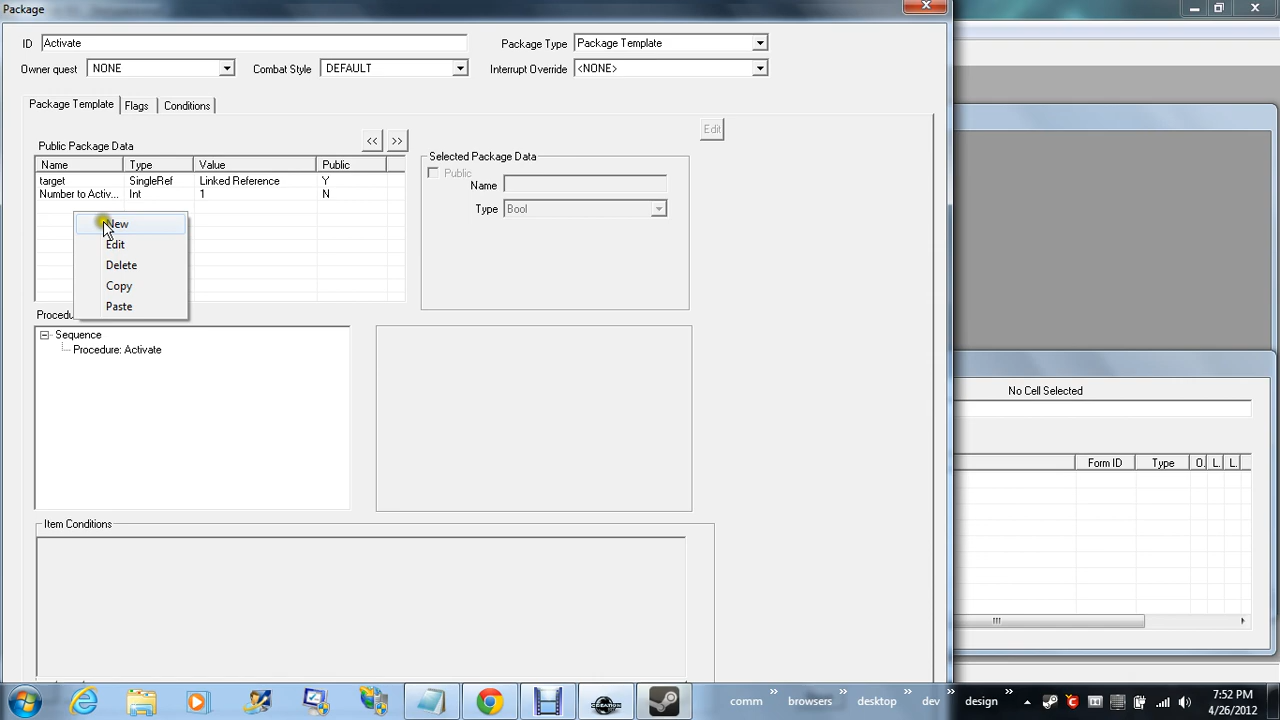 Package
ID Activate Package Type Package Template
Owner quest NONE Combat Style DEFAULT Interrupt Override <NONE>
Package Template Flags Conditions
Edit
Public Package Data << >>
Name Type Value Public
target SingleRef Linked Reference Y
Number to Activ... Int 1 N
Selected Package Data
Public
Name
Type Bool
New
Edit
Delete
Copy
Paste
Sequence
Procedure: Activate
Item Conditions
No Cell Selected
Form ID Type O. L. L.
comm » browsers » desktop » dev » design »
7:52 PM
4/26/2012